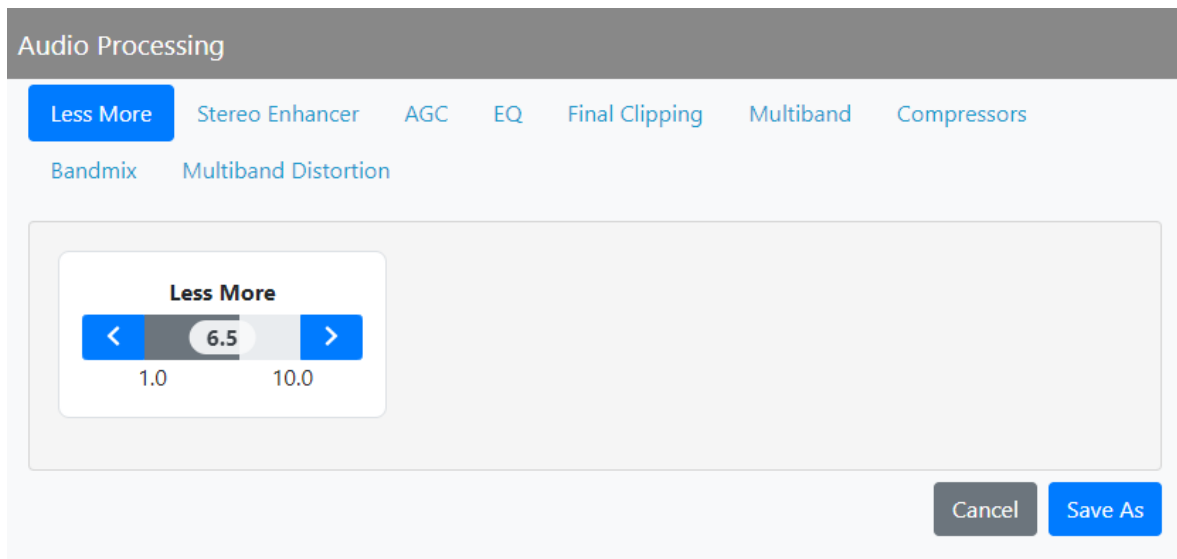 Audio Processing
Less More Stereo Enhancer AGC EQ Final Clipping Multiband Compressors
Bandmix Multiband Distortion
Less More
6.5
1.0 10.0
Cancel Save As